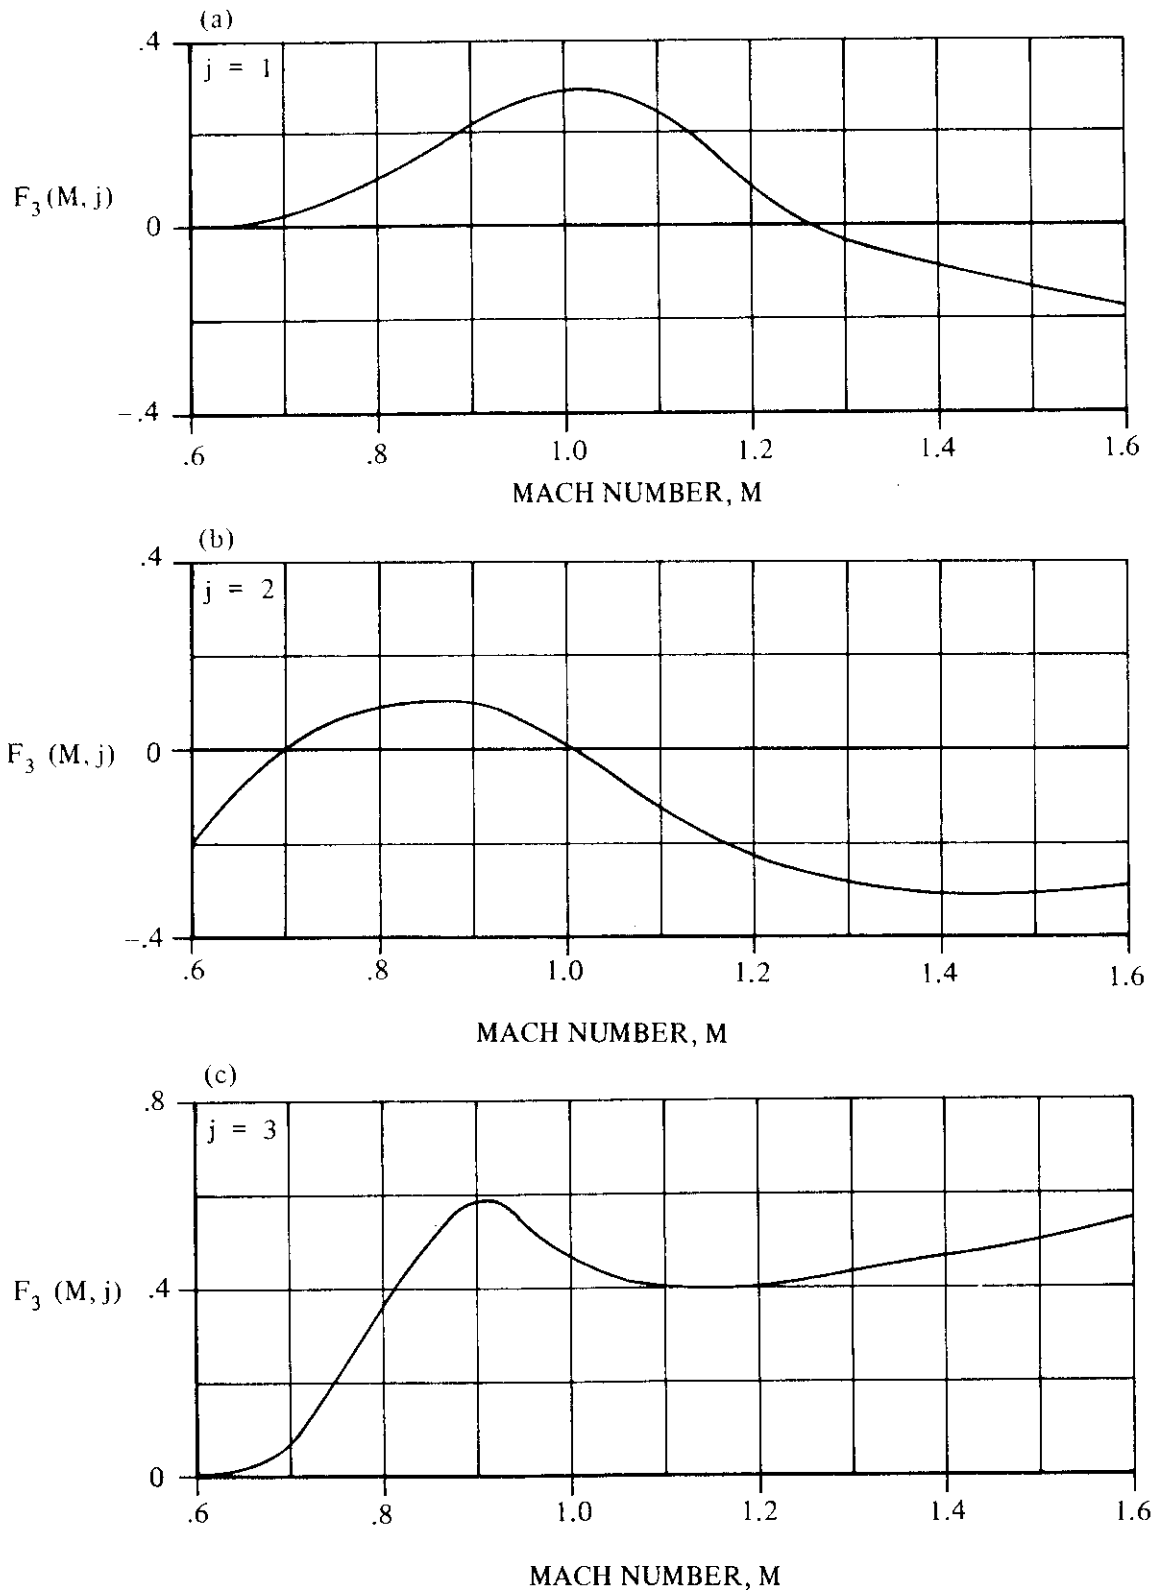 (a)
.4
j = 1
F3(M, j)
0
-.4
.6 .8 1.0 1.2 1.4 1.6
MACH NUMBER, M
(b)
.4
j = 2
F3 (M, j)
0
-.4
.6 .8 1.0 1.2 1.4 1.6
MACH NUMBER, M
(c)
.8
j = 3
F3 (M, j)
.4
0
.6 .8 1.0 1.2 1.4 1.6
MACH NUMBER, M